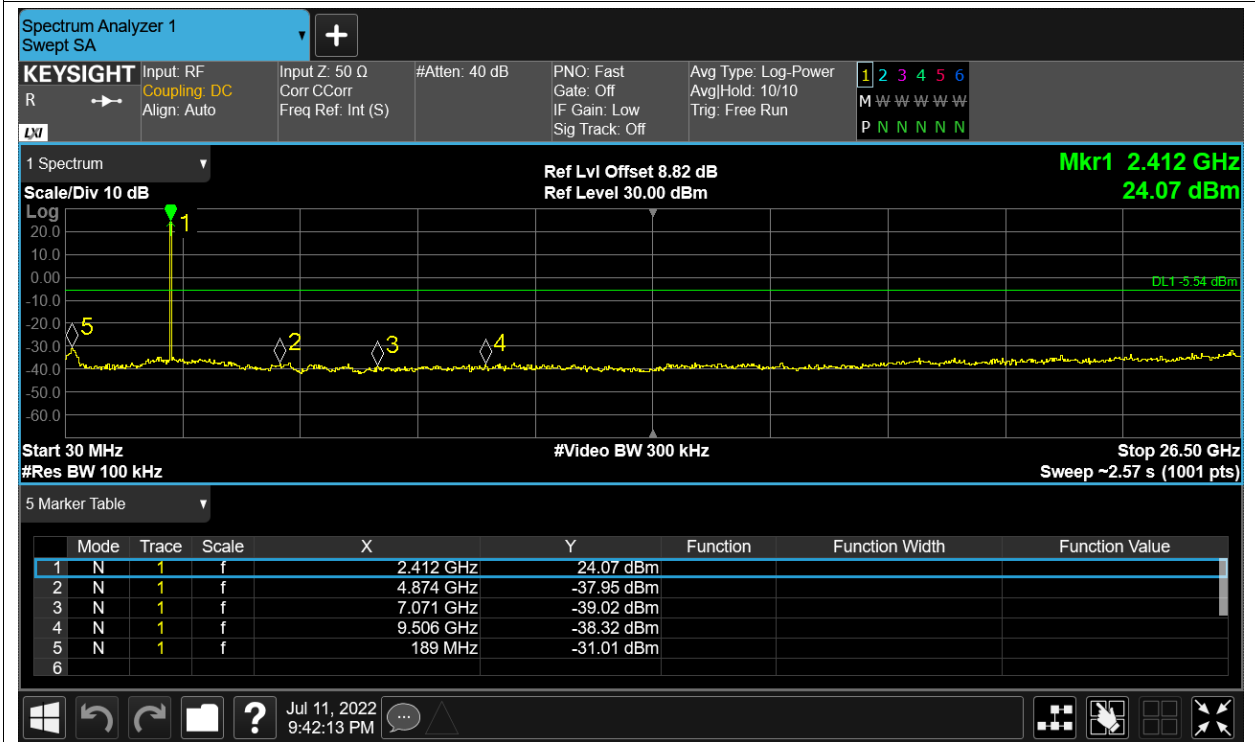 Spectrum Analyzer 1
Swept SA
+
KEYSIGHT Input: RF Input Z: 50 Ω #Atten: 40 dB PNO: Fast Avg Type: Log-Power 1 2 3 4 5 6
R Coupling: DC Corr CCorr Gate: Off Avg|Hold: 10/10 M W W W W W
Align: Auto Freq Ref: Int (S) IF Gain: Low Trig: Free Run
LXI Sig Track: Off P N N N N N
1 Spectrum Ref Lvl Offset 8.82 dB Mkr1 2.412 GHz
Scale/Div 10 dB Ref Level 30.00 dBm 24.07 dBm
Log
1
20.0
10.0
0.00
DL1 -5.54 dBm
-10.0
-20.0
5
2 3 4
-30.0
-40.0
-50.0
-60.0
Start 30 MHz #Video BW 300 kHz Stop 26.50 GHz
#Res BW 100 kHz Sweep ~2.57 s (1001 pts)
5 Marker Table
Mode Trace Scale X Y Function Function Width Function Value
1 N 1 f 2.412 GHz 24.07 dBm
2 N 1 f 4.874 GHz -37.95 dBm
3 N 1 f 7.071 GHz -39.02 dBm
4 N 1 f 9.506 GHz -38.32 dBm
5 N 1 f 189 MHz -31.01 dBm
6
? Jul 11, 2022
9:42:13 PM